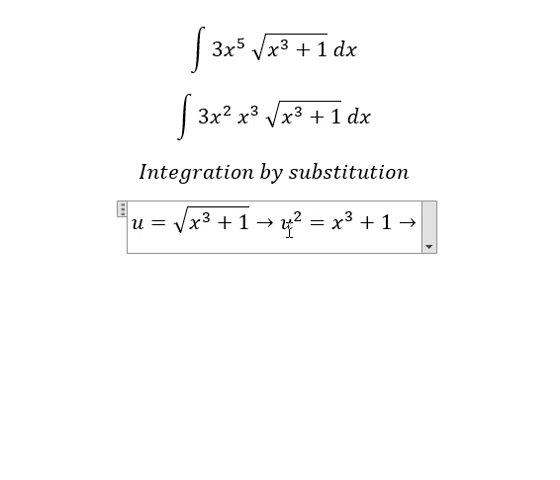 ∫ 3x⁵ √(x³ + 1) dx
∫ 3x² x³ √(x³ + 1) dx
Integration by substitution
u = √(x³ + 1) → u² = x³ + 1 →